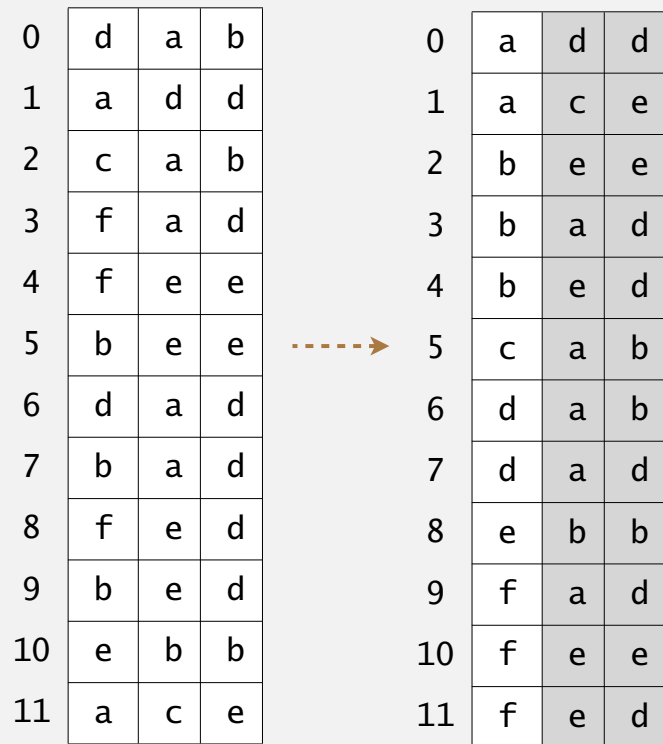 0 d a b 0 a d d
1 a d d 1 a c e
2 c a b 2 b e e
3 f a d 3 b a d
4 f e e 4 b e d
5 b e e 5 c a b
6 d a d 6 d a b
7 b a d 7 d a d
8 f e d 8 e b b
9 b e d 9 f a d
10 e b b 10 f e e
11 a c e 11 f e d